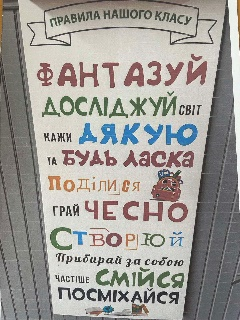 ПРАВИЛА НАШОГО КЛАСУ
ФАНТАЗУЙ
ДОСЛІДЖУЙ СВІТ
КАЖИ ДЯКУЮ
ТА БУДЬ ЛАСКА
ПОДІЛИСЯ
ГРАЙ ЧЕСНО
СТВОРЮЙ
Прибирай за собою
ЧАСТІШЕ СМІЙСЯ
ПОСМІХАЙСЯ